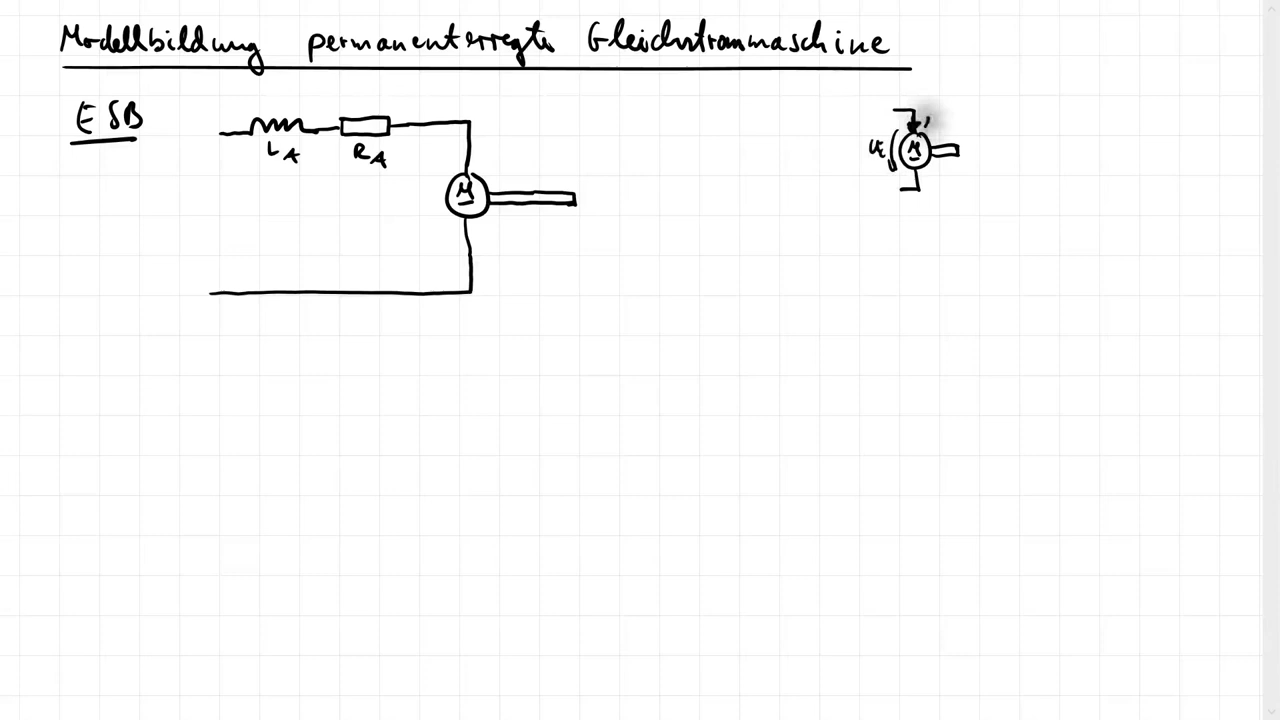 Modellbildung permanenterregte Gleichstrommaschine
ESB
L_A
R_A
M
M